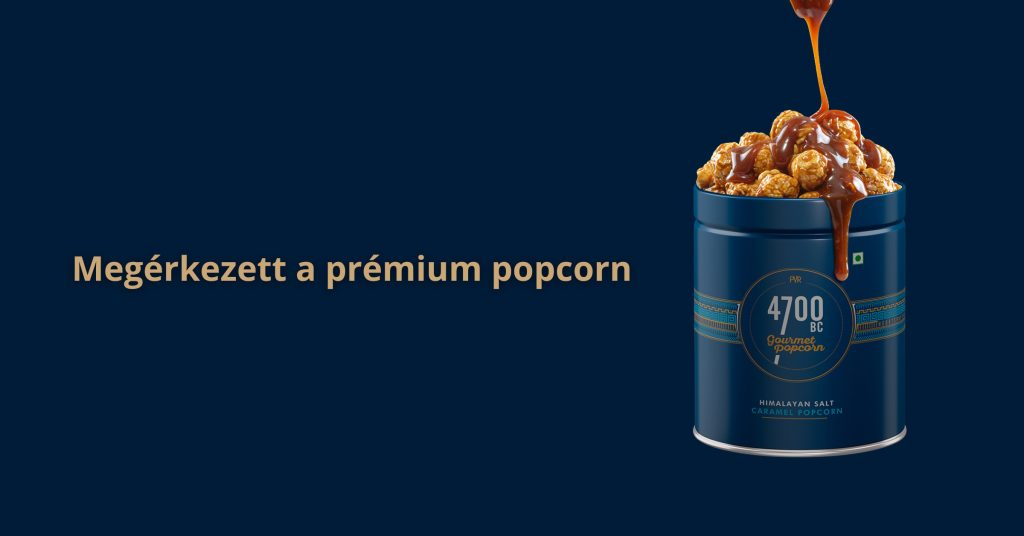 Megérkezett a prémium popcorn
PVR
4700
BC
Gourmet
Popcorn
HIMALAYAN SALT
CARAMEL POPCORN